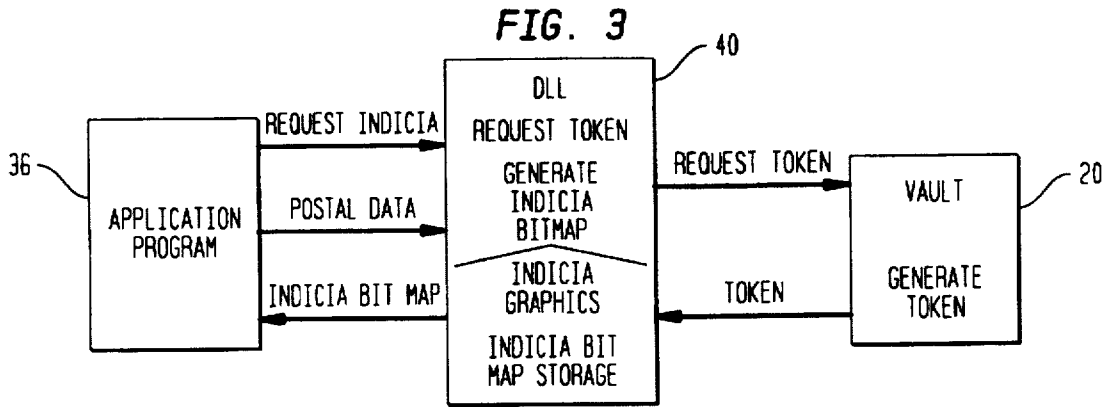 FIG. 3
40
DLL
REQUEST TOKEN
GENERATE
INDICIA
BITMAP
INDICIA
GRAPHICS
INDICIA BIT
MAP STORAGE
36
APPLICATION
PROGRAM
REQUEST INDICIA
POSTAL DATA
INDICIA BIT MAP
REQUEST TOKEN
TOKEN
20
VAULT
GENERATE
TOKEN